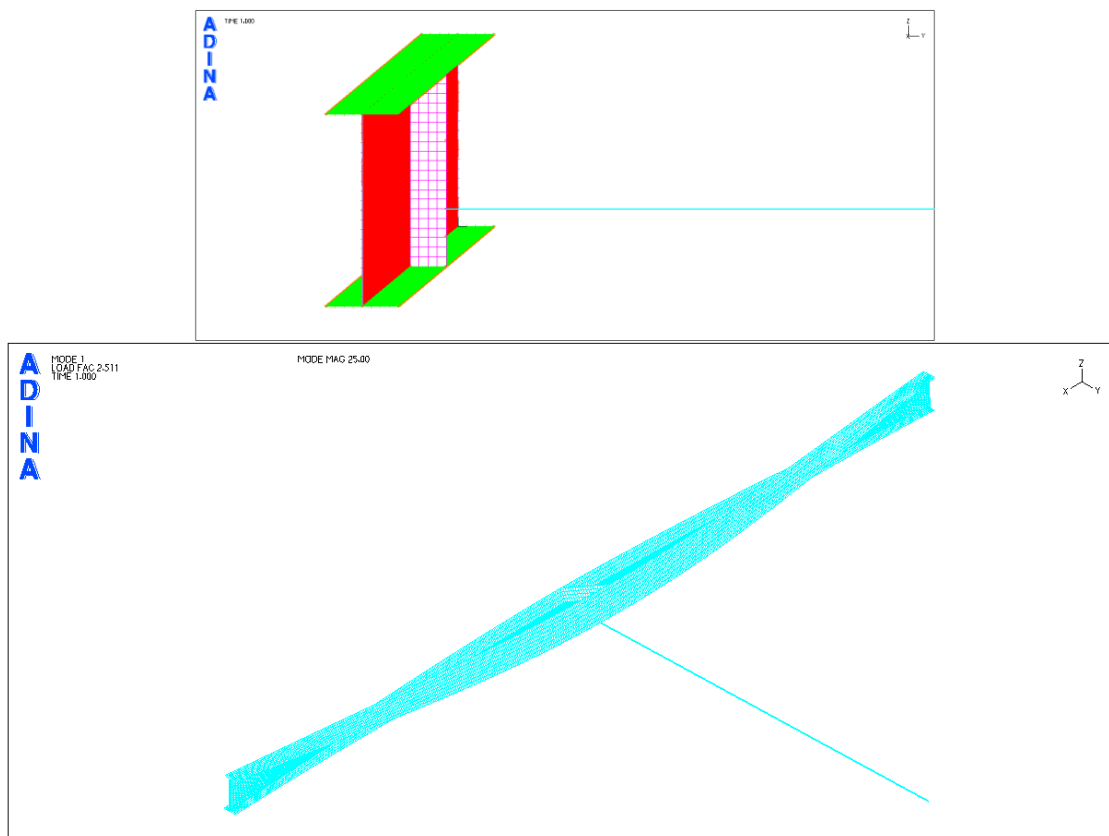 ADINA
TIME 1.000
Z
X
Y
ADINA
MODE 1
LOAD FAC 2.511
TIME 1.000
MODE MAG 25.00
Z
X
Y